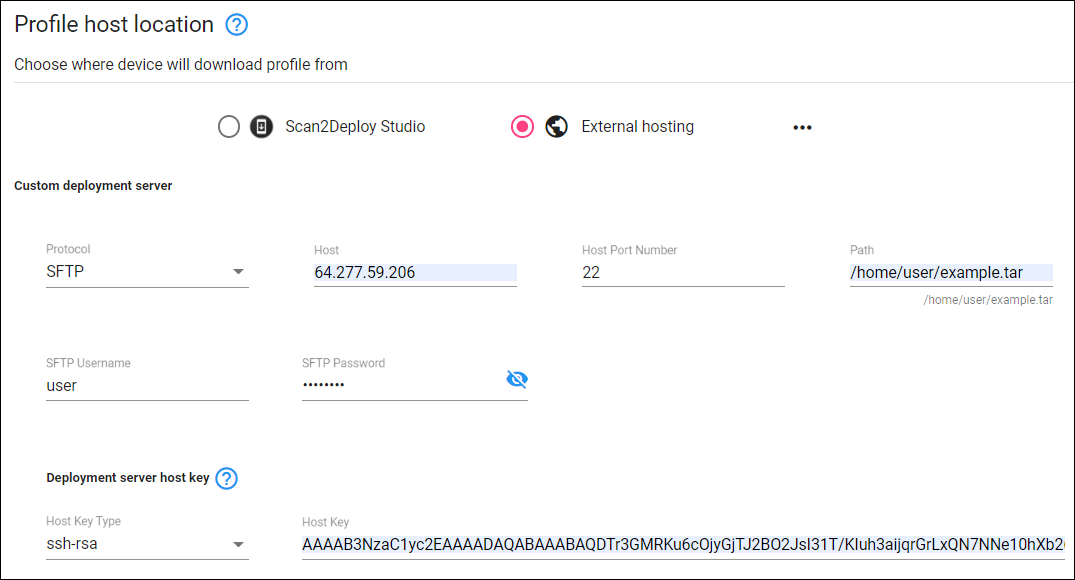 Profile host location ?
Choose where device will download profile from
Scan2Deploy Studio External hosting •••
Custom deployment server
Protocol Host Host Port Number Path
SFTP 64.277.59.206 22 /home/user/example.tar
/home/user/example.tar
SFTP Username SFTP Password
user ••••••••
Deployment server host key ?
Host Key Type Host Key
ssh-rsa AAAAB3NzaC1yc2EAAAADAQABAAABAQDTr3GMRKu6cOjyGjTJ2BO2JsI31T/KIuh3aijqrGrLxQN7NNe10hXb2